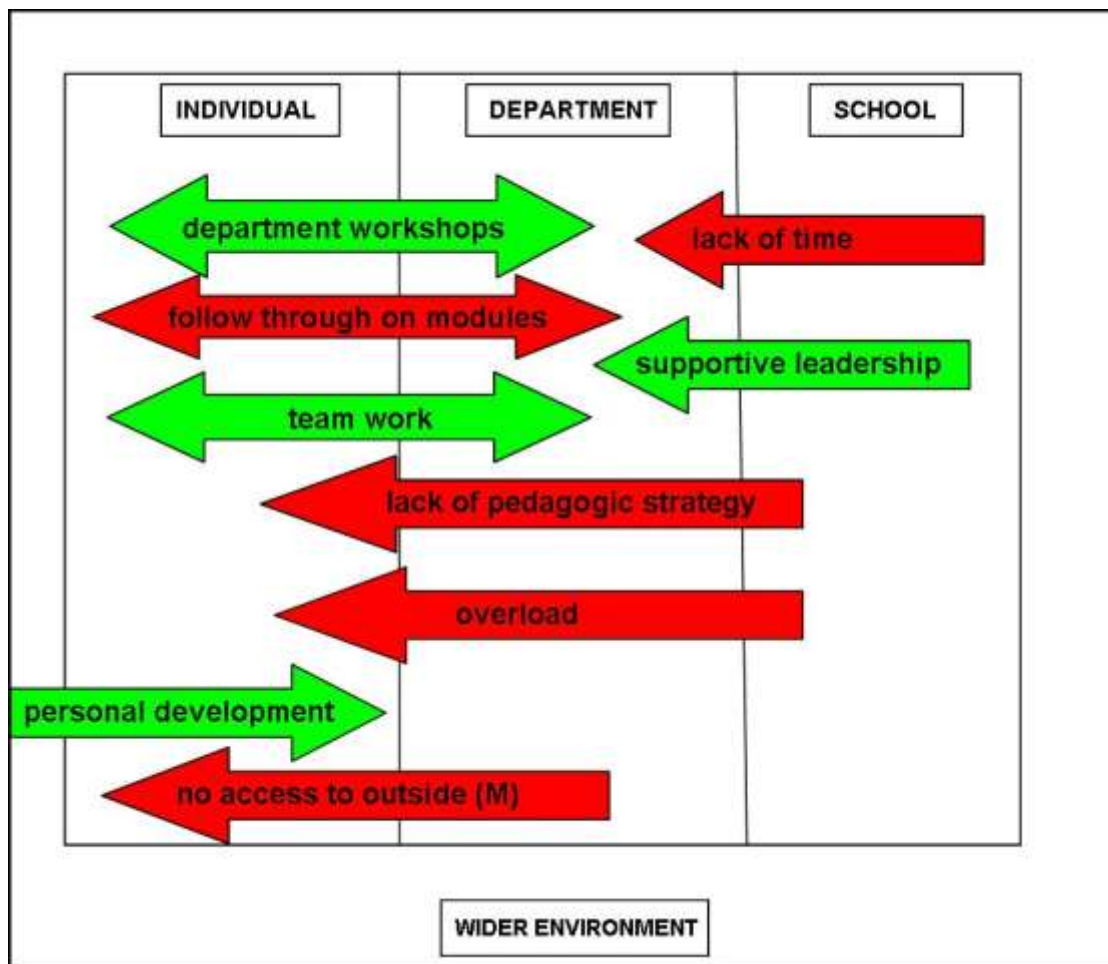 INDIVIDUAL
DEPARTMENT
SCHOOL
department workshops
lack of time
follow through on modules
supportive leadership
team work
lack of pedagogic strategy
overload
personal development
no access to outside (M)
WIDER ENVIRONMENT